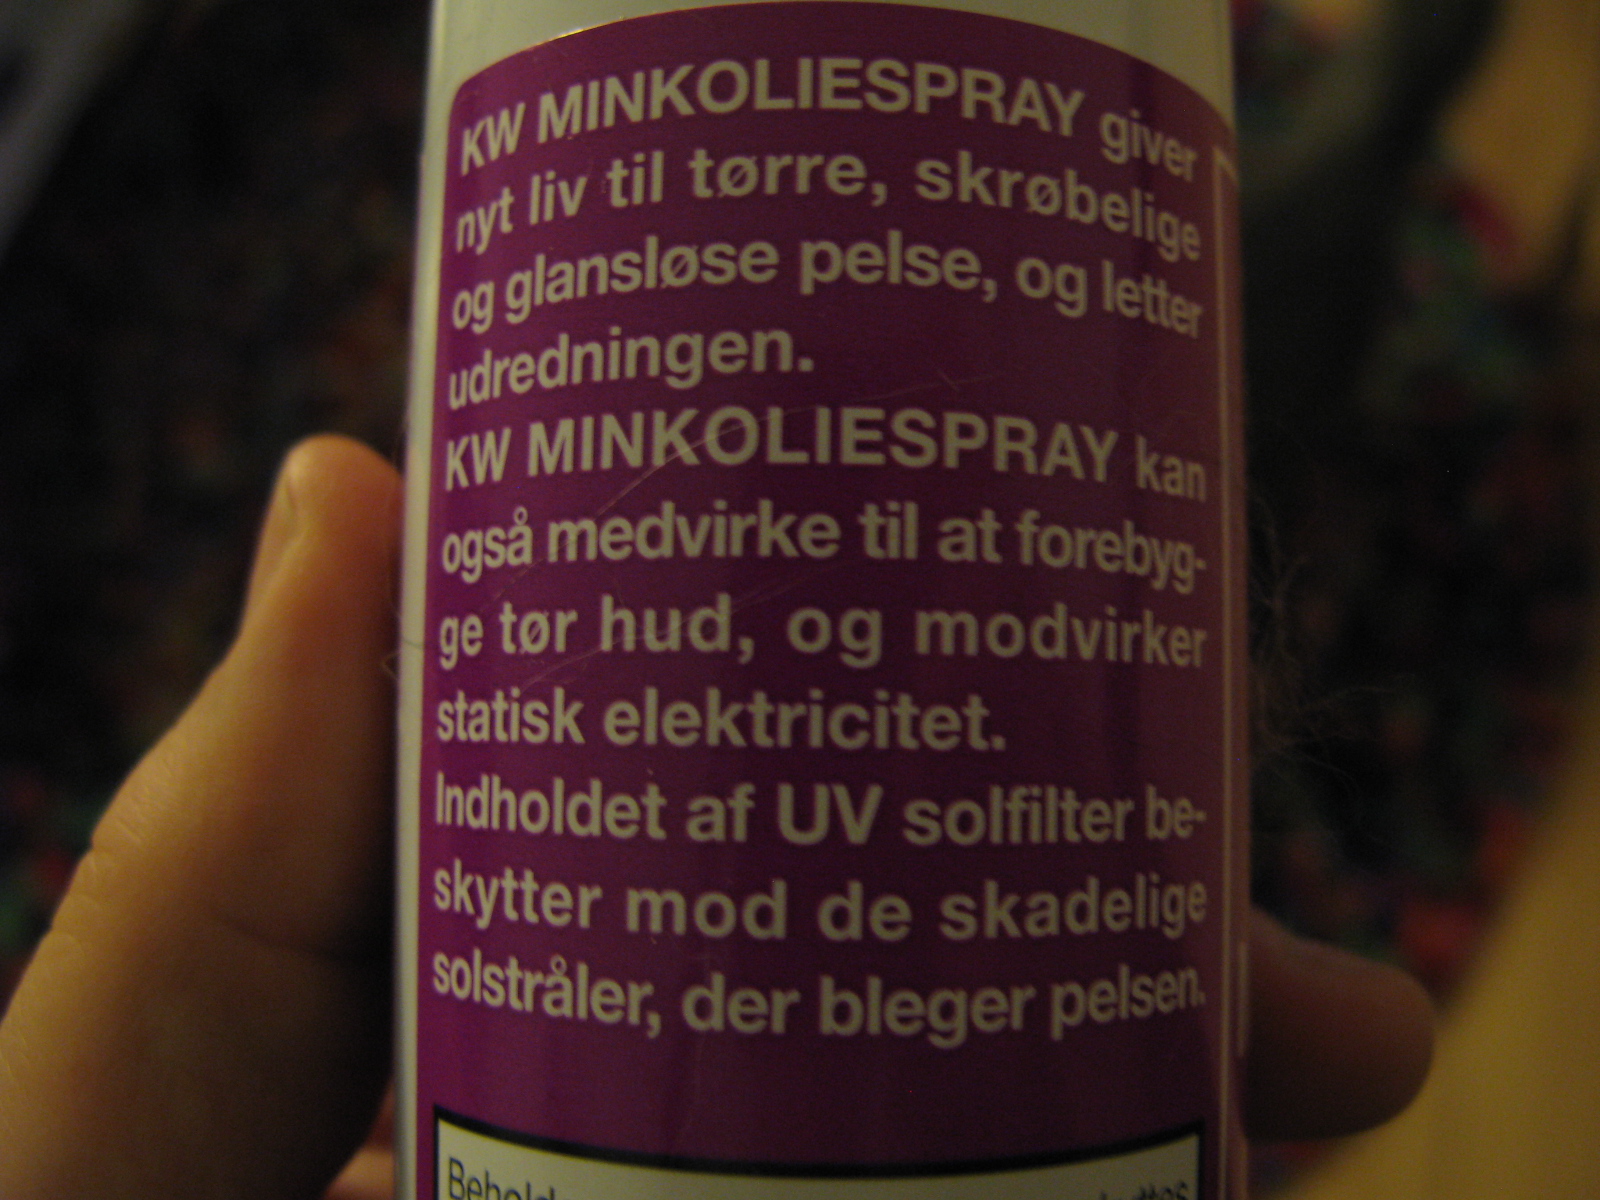 KW MINKOLIESPRAY giver
nyt liv til tørre, skrøbelige
og glansløse pelse, og letter
udredningen.
KW MINKOLIESPRAY kan
også medvirke til at forebyg-
ge tør hud, og modvirker
statisk elektricitet.
Indholdet af UV solfilter be-
skytter mod de skadelige
solstråler, der bleger pelsen.